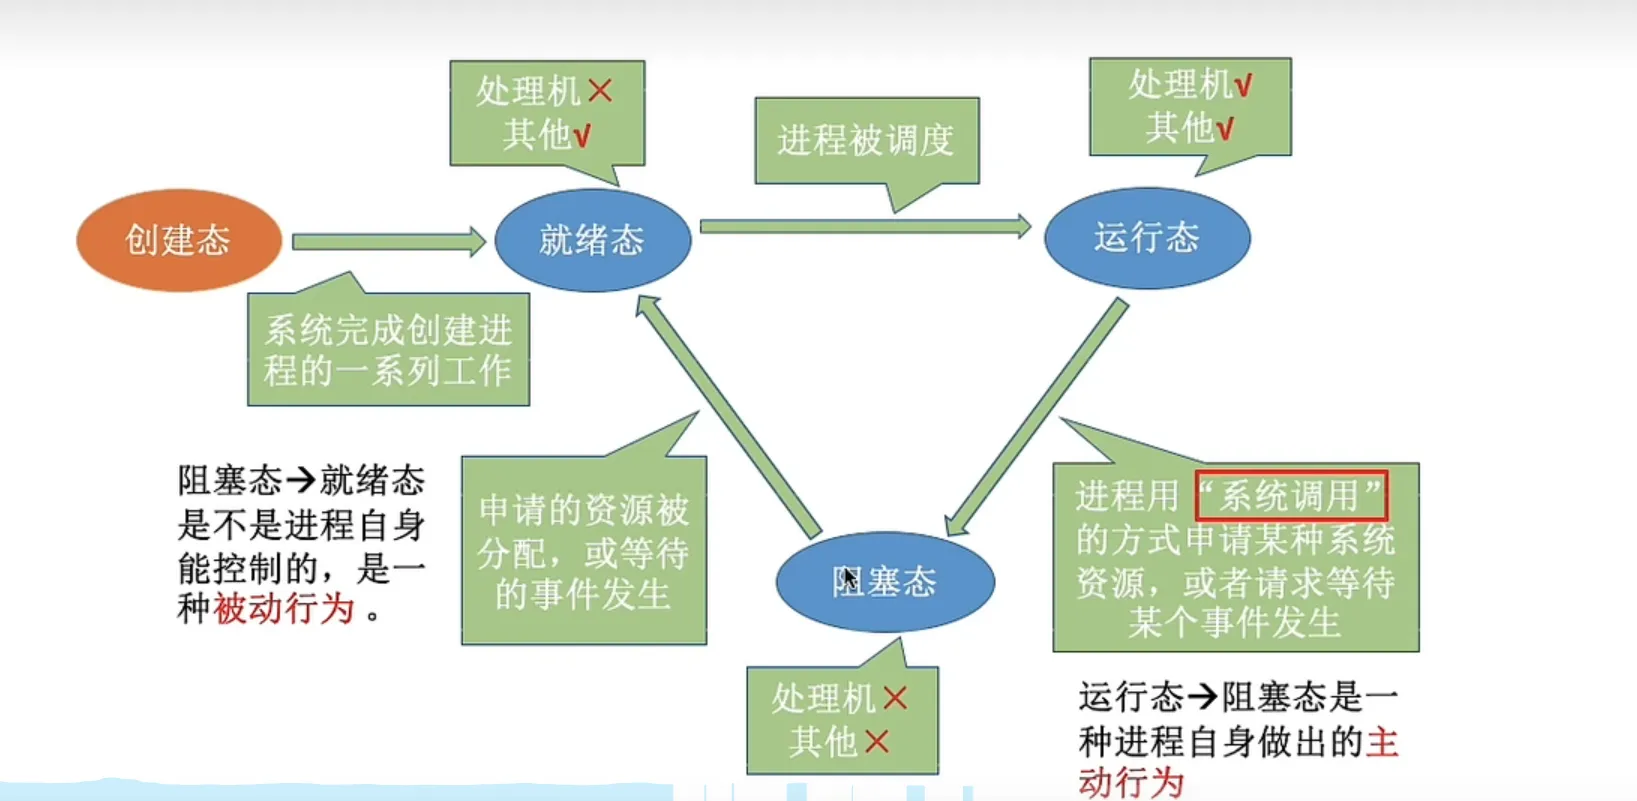 处理机×
其他√
进程被调度
处理机√
其他√
创建态
就绪态
运行态
系统完成创建进
程的一系列工作
阻塞态→就绪态
是不是进程自身
能控制的，是一
种被动行为。
申请的资源被
分配，或等待
的事件发生
进程用“系统调用”
的方式申请某种系统
资源，或者请求等待
某个事件发生
阻塞态
处理机×
其他×
运行态→阻塞态是一
种进程自身做出的主
动行为